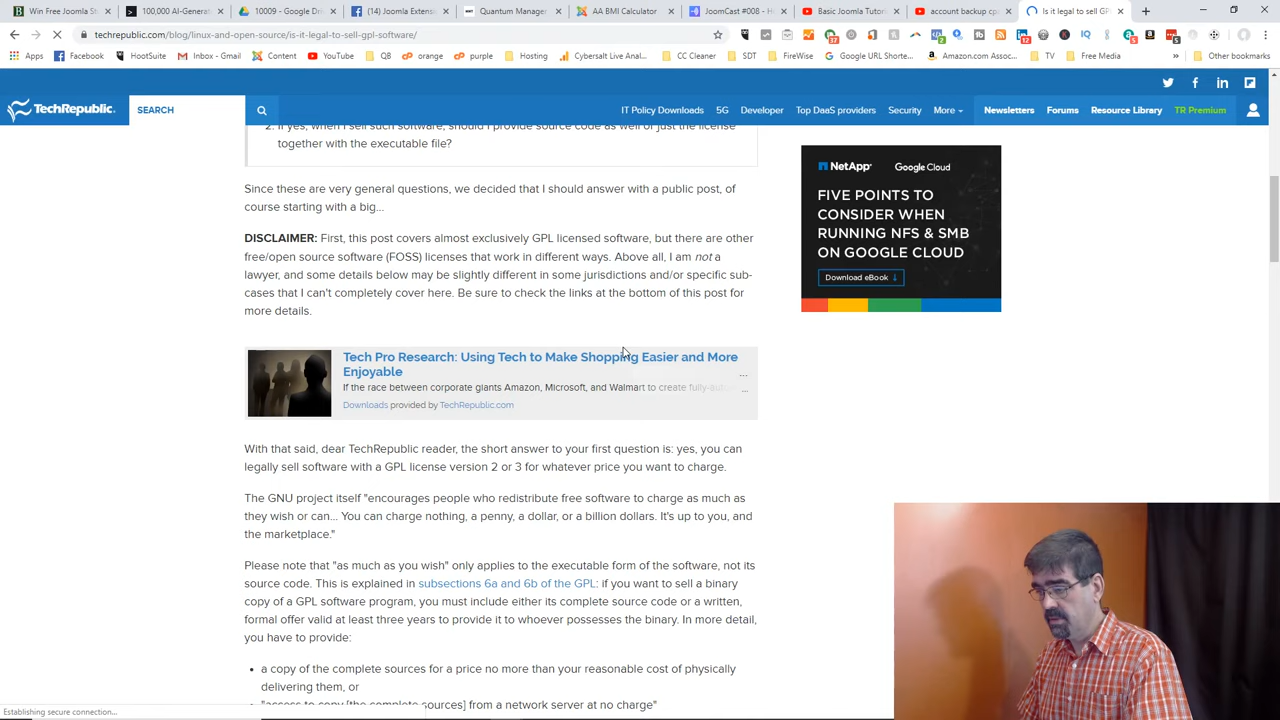 Win Free Joomla St
100,000 AI-Generat
10009 - Google Dri
(14) Joomla Extensi
Quantum Manager
AA BMI Calculator
JoomCast #008 - H
Basic Joomla Tutori
account backup cp
Is it legal to sell GPL
techrepublic.com/blog/linux-and-open-source/is-it-legal-to-sell-gpl-software/
Apps
Facebook
HootSuite
Inbox - Gmail
Content
YouTube
QB
orange
purple
Hosting
Cybersalt Live Anal...
CC Cleaner
SDT
FireWise
Google URL Shorte...
Amazon.com Assoc...
TV
Free Media
Other bookmarks
TechRepublic.
SEARCH
IT Policy Downloads
5G
Developer
Top DaaS providers
Security
More
Newsletters
Forums
Resource Library
TR Premium
2. If yes, when I sell such software, should I provide source code as well or just the license
together with the executable file?
Since these are very general questions, we decided that I should answer with a public post, of
course starting with a big...
DISCLAIMER: First, this post covers almost exclusively GPL licensed software, but there are other
free/open source software (FOSS) licenses that work in different ways. Above all, I am not a
lawyer, and some details below may be slightly different in some jurisdictions and/or specific sub-
cases that I can't completely cover here. Be sure to check the links at the bottom of this post for
more details.
Tech Pro Research: Using Tech to Make Shopping Easier and More
Enjoyable
...
If the race between corporate giants Amazon, Microsoft, and Walmart to create fully-auto
...
Downloads provided by TechRepublic.com
With that said, dear TechRepublic reader, the short answer to your first question is: yes, you can
legally sell software with a GPL license version 2 or 3 for whatever price you want to charge.
The GNU project itself "encourages people who redistribute free software to charge as much as
they wish or can... You can charge nothing, a penny, a dollar, or a billion dollars. It's up to you, and
the marketplace."
Please note that "as much as you wish" only applies to the executable form of the software, not its
source code. This is explained in subsections 6a and 6b of the GPL: if you want to sell a binary
copy of a GPL software program, you must include either its complete source code or a written,
formal offer valid at least three years to provide it to whoever possesses the binary. In more detail,
you have to provide:
• a copy of the complete sources for a price no more than your reasonable cost of physically
delivering them, or
• "access to copy [the complete sources] from a network server at no charge"
NetApp
Google Cloud
FIVE POINTS TO
CONSIDER WHEN
RUNNING NFS & SMB
ON GOOGLE CLOUD
Download eBook
Establishing secure connection...